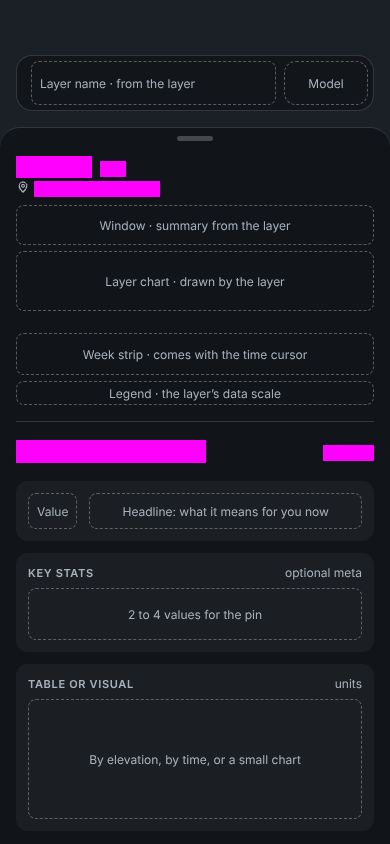 Layer name · from the layer
Model
Window · summary from the layer
Layer chart · drawn by the layer
Week strip · comes with the time cursor
Legend · the layer's data scale
Value
Headline: what it means for you now
KEY STATS
optional meta
2 to 4 values for the pin
TABLE OR VISUAL
units
By elevation, by time, or a small chart